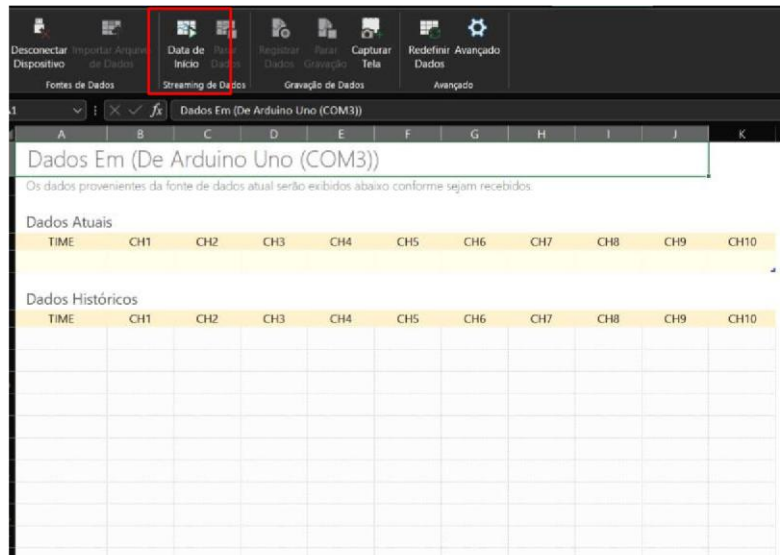 Desconectar Dispositivo
Importar Arquivo de Dados
Data de Início
Parar Dados
Registrar Dados
Parar Gravação
Capturar Tela
Redefinir Dados
Avançado
Fontes de Dados
Streaming de Dados
Gravação de Dados
Avançado
A1
fx
Dados Em (De Arduino Uno (COM3))
A B C D E F G H I J K
Dados Em (De Arduino Uno (COM3))
Os dados provenientes da fonte de dados atual serão exibidos abaixo conforme sejam recebidos.
Dados Atuais
TIME CH1 CH2 CH3 CH4 CH5 CH6 CH7 CH8 CH9 CH10
Dados Históricos
TIME CH1 CH2 CH3 CH4 CH5 CH6 CH7 CH8 CH9 CH10